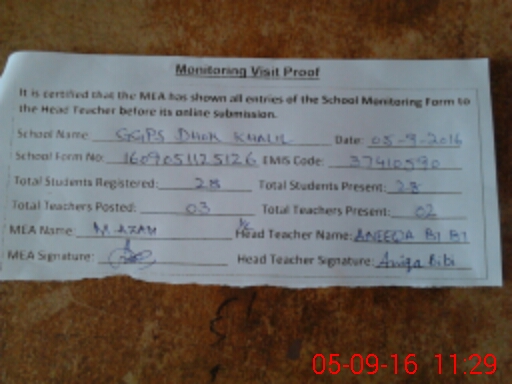 Monitoring Visit Proof
It is certified that the MEA has shown all entries of the School Monitoring Form to
the Head Teacher before its online submission.
School Name: GGPS DHOK KHALIL Date: 05-9-2016
School Form No: 1609051125126 EMIS Code: 37410590
Total Students Registered: 28 Total Students Present: 28
Total Teachers Posted: 03 Total Teachers Present: 02
MEA Name: M.AZAM Head Teacher Name: ANEEQA BI BI
MEA Signature: Head Teacher Signature: Aniqa Bibi
05-09-16 11:29